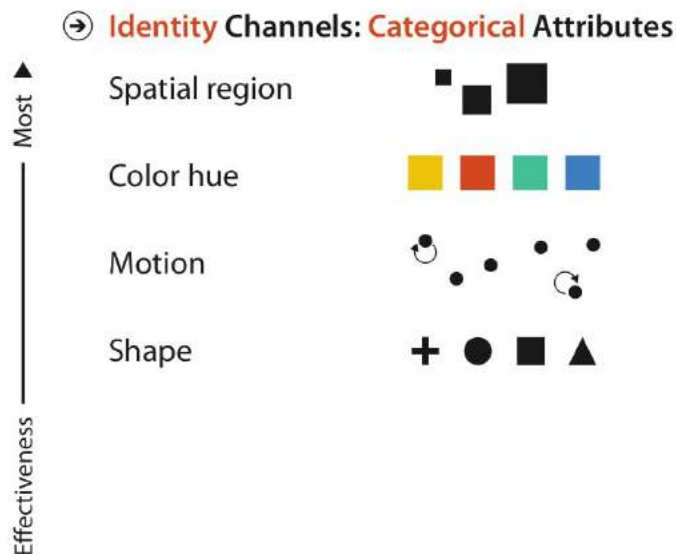 Identity Channels: Categorical Attributes
Most
Effectiveness
Spatial region
Color hue
Motion
Shape